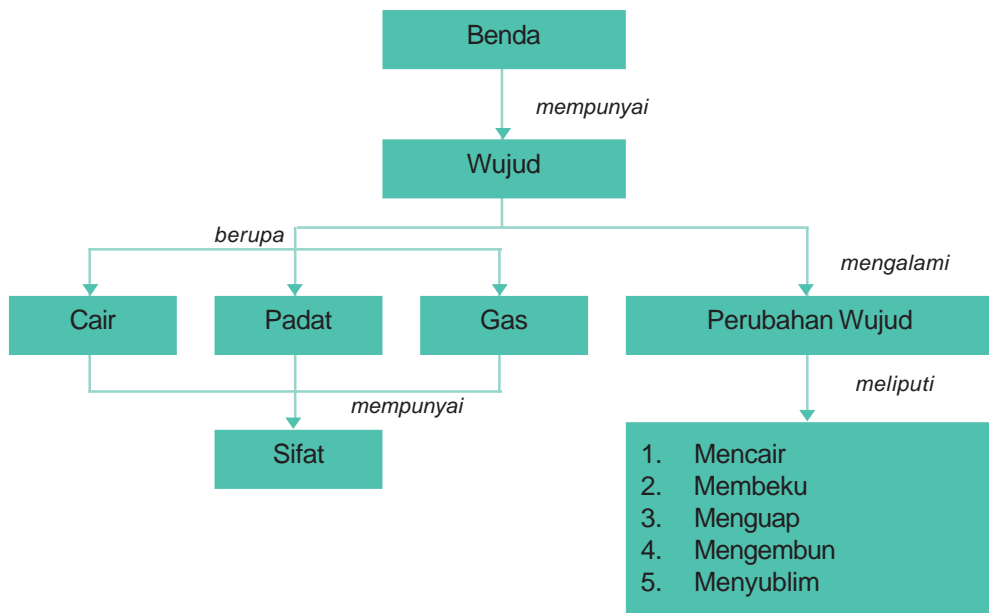 Benda
mempunyai
Wujud
berupa
mengalami
Cair
Padat
Gas
Perubahan Wujud
mempunyai
meliputi
Sifat
1. Mencair
2. Membeku
3. Menguap
4. Mengembun
5. Menyublim